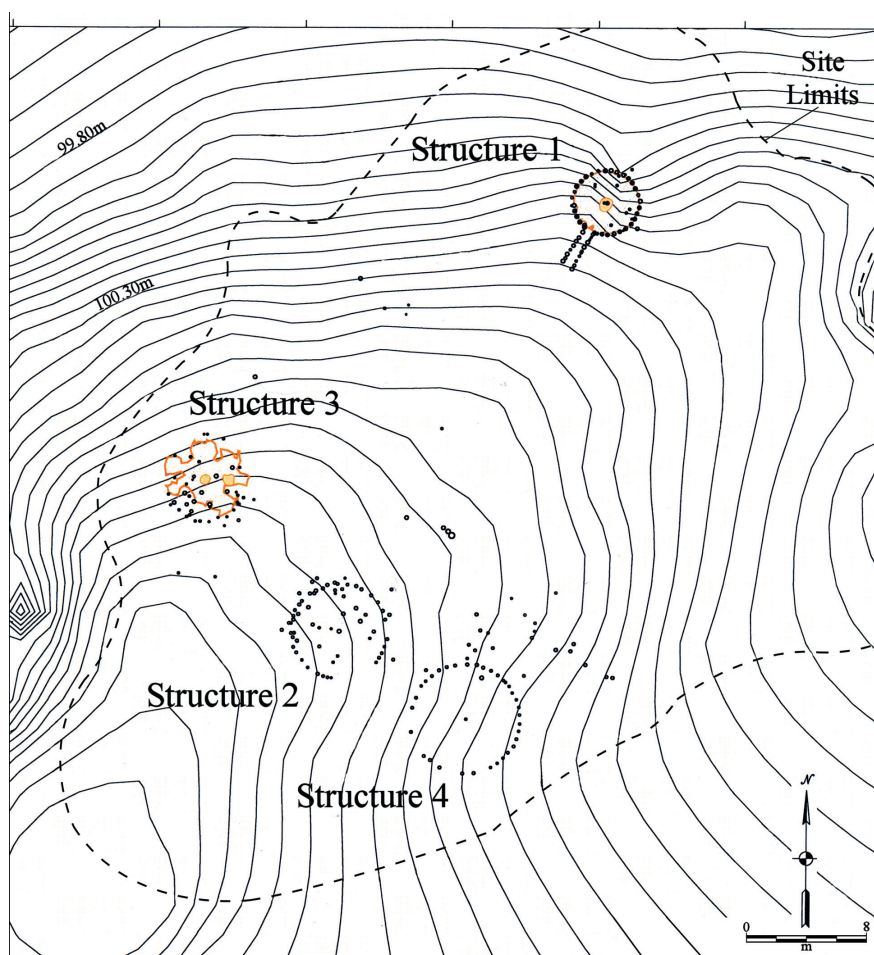 Site
Limits
99.80m
Structure 1
100.30m
Structure 3
Structure 2
Structure 4
N
0 8
m